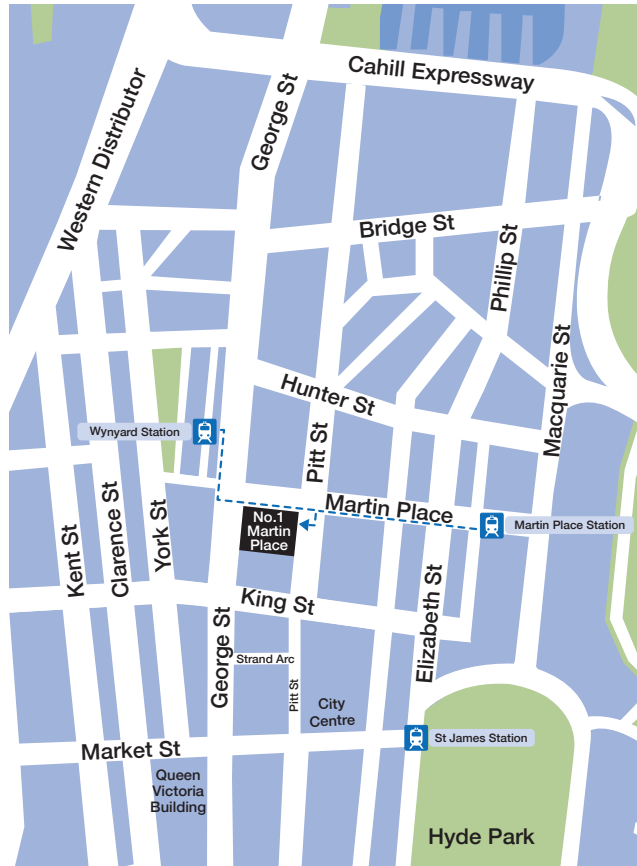 Cahill Expressway
George St
Western Distributor
Bridge St
Phillip St
Macquarie St
Hunter St
Wynyard Station
Pitt St
Martin Place
No.1
Martin
Place
Martin Place Station
Kent St
Clarence St
York St
King St
Elizabeth St
George St
Strand Arc
Pitt St
City
Centre
Market St
St James Station
Queen
Victoria
Building
Hyde Park